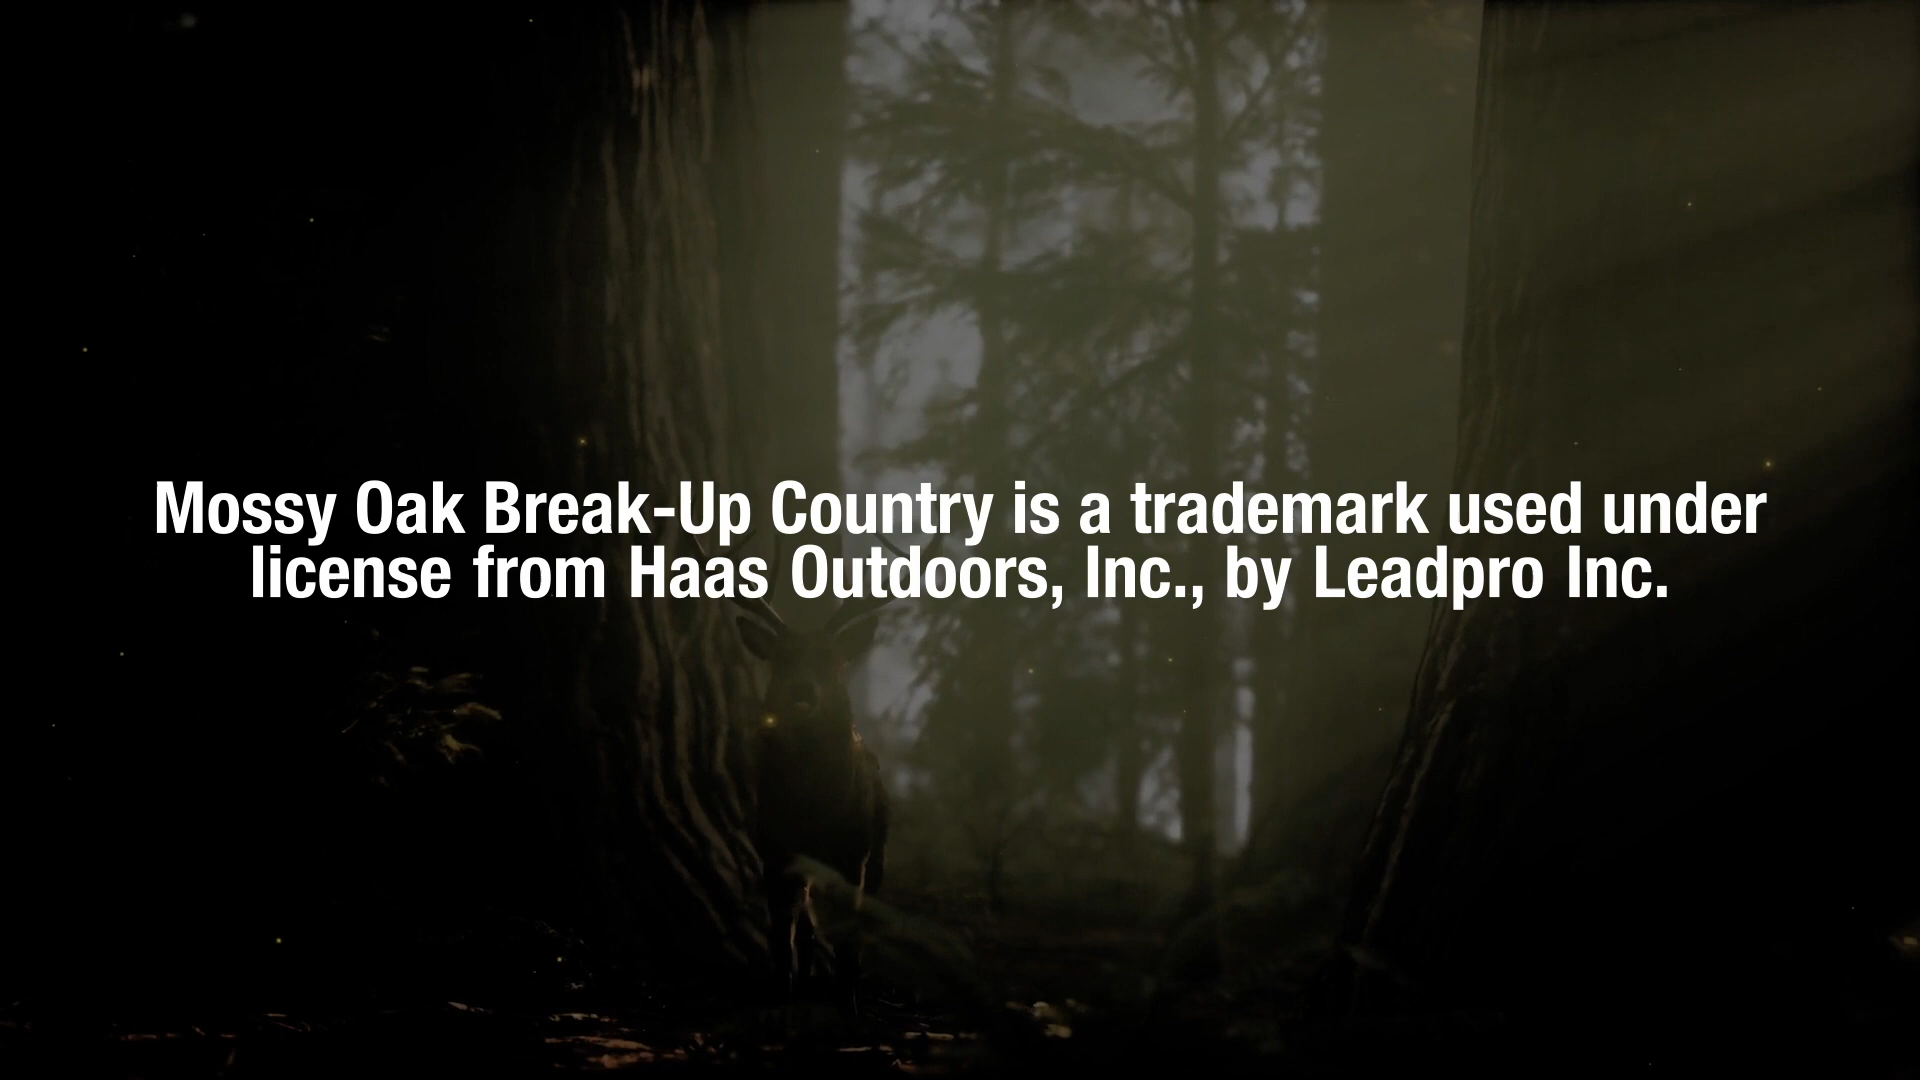 Mossy Oak Break-Up Country is a trademark used under
license from Haas Outdoors, Inc., by Leadpro Inc.